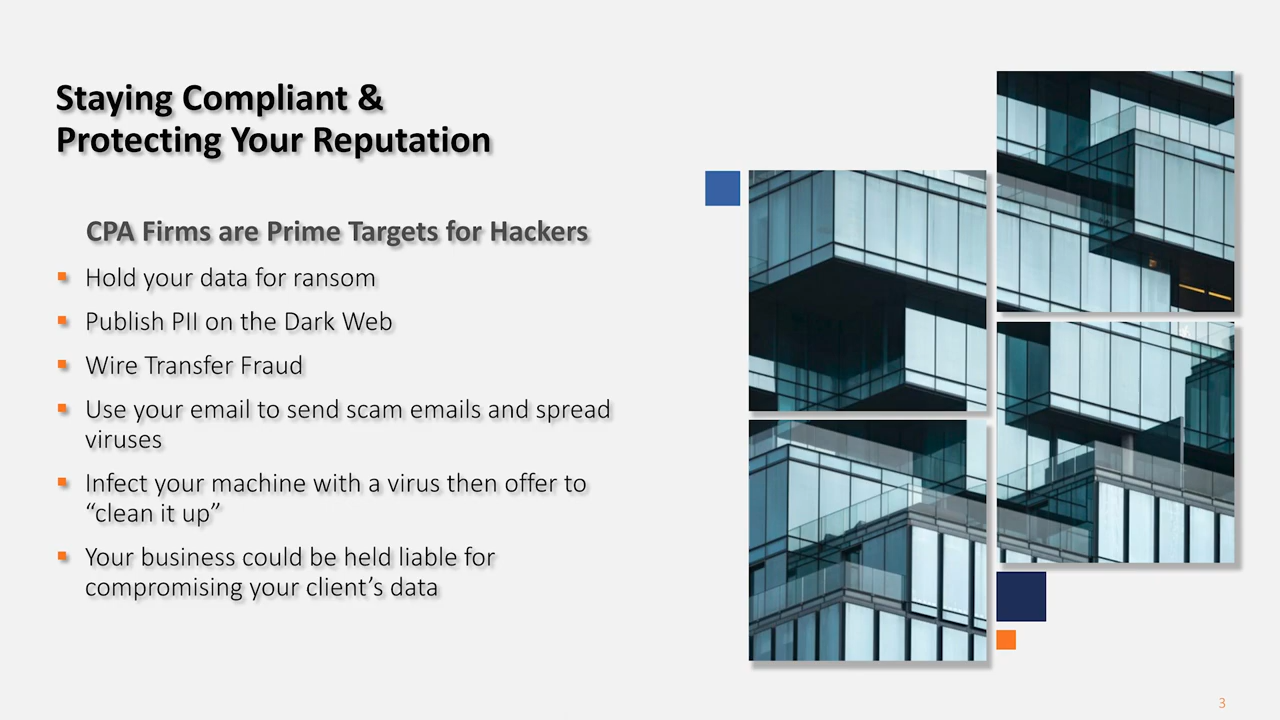 Staying Compliant &
Protecting Your Reputation
CPA Firms are Prime Targets for Hackers
▪ Hold your data for ransom
▪ Publish PII on the Dark Web
▪ Wire Transfer Fraud
▪ Use your email to send scam emails and spread
viruses
▪ Infect your machine with a virus then offer to
“clean it up”
▪ Your business could be held liable for
compromising your client’s data
3